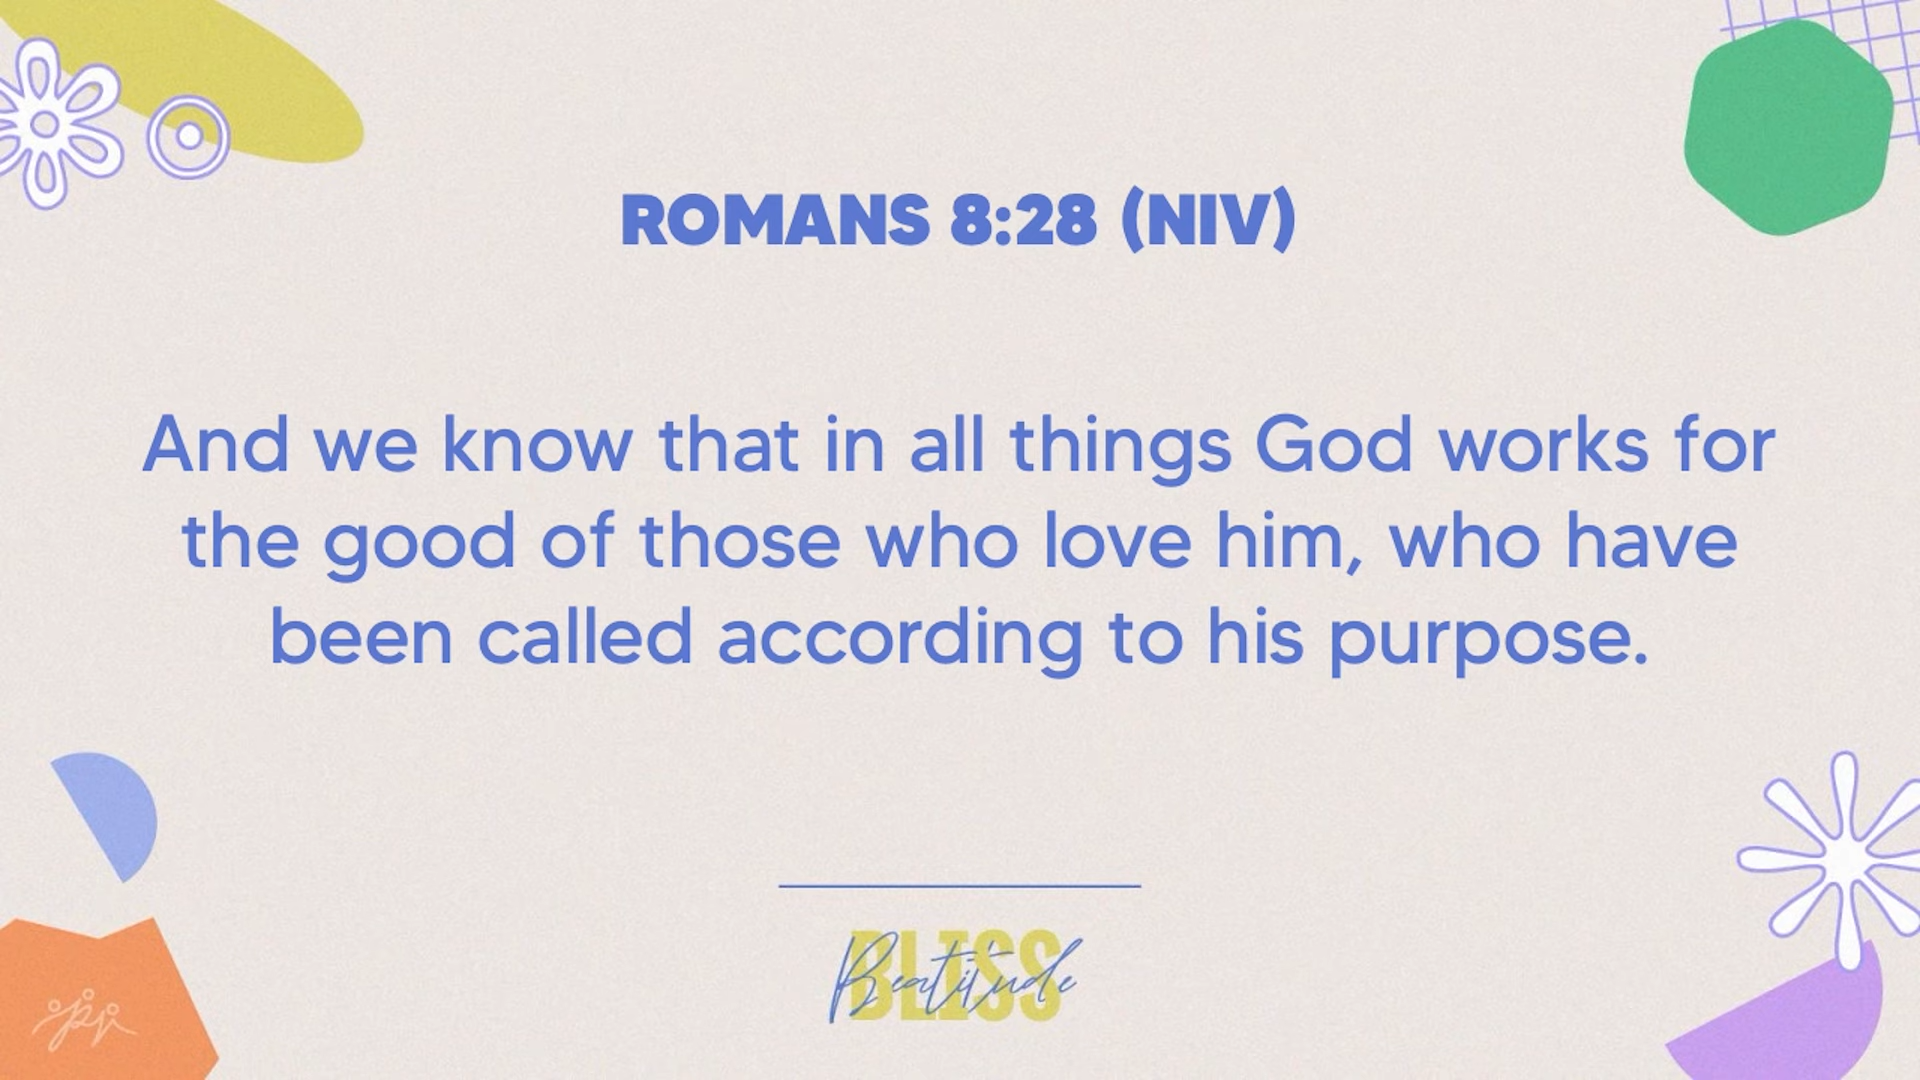 ROMANS 8:28 (NIV)
And we know that in all things God works for
the good of those who love him, who have
been called according to his purpose.
BLISS
Beatitude